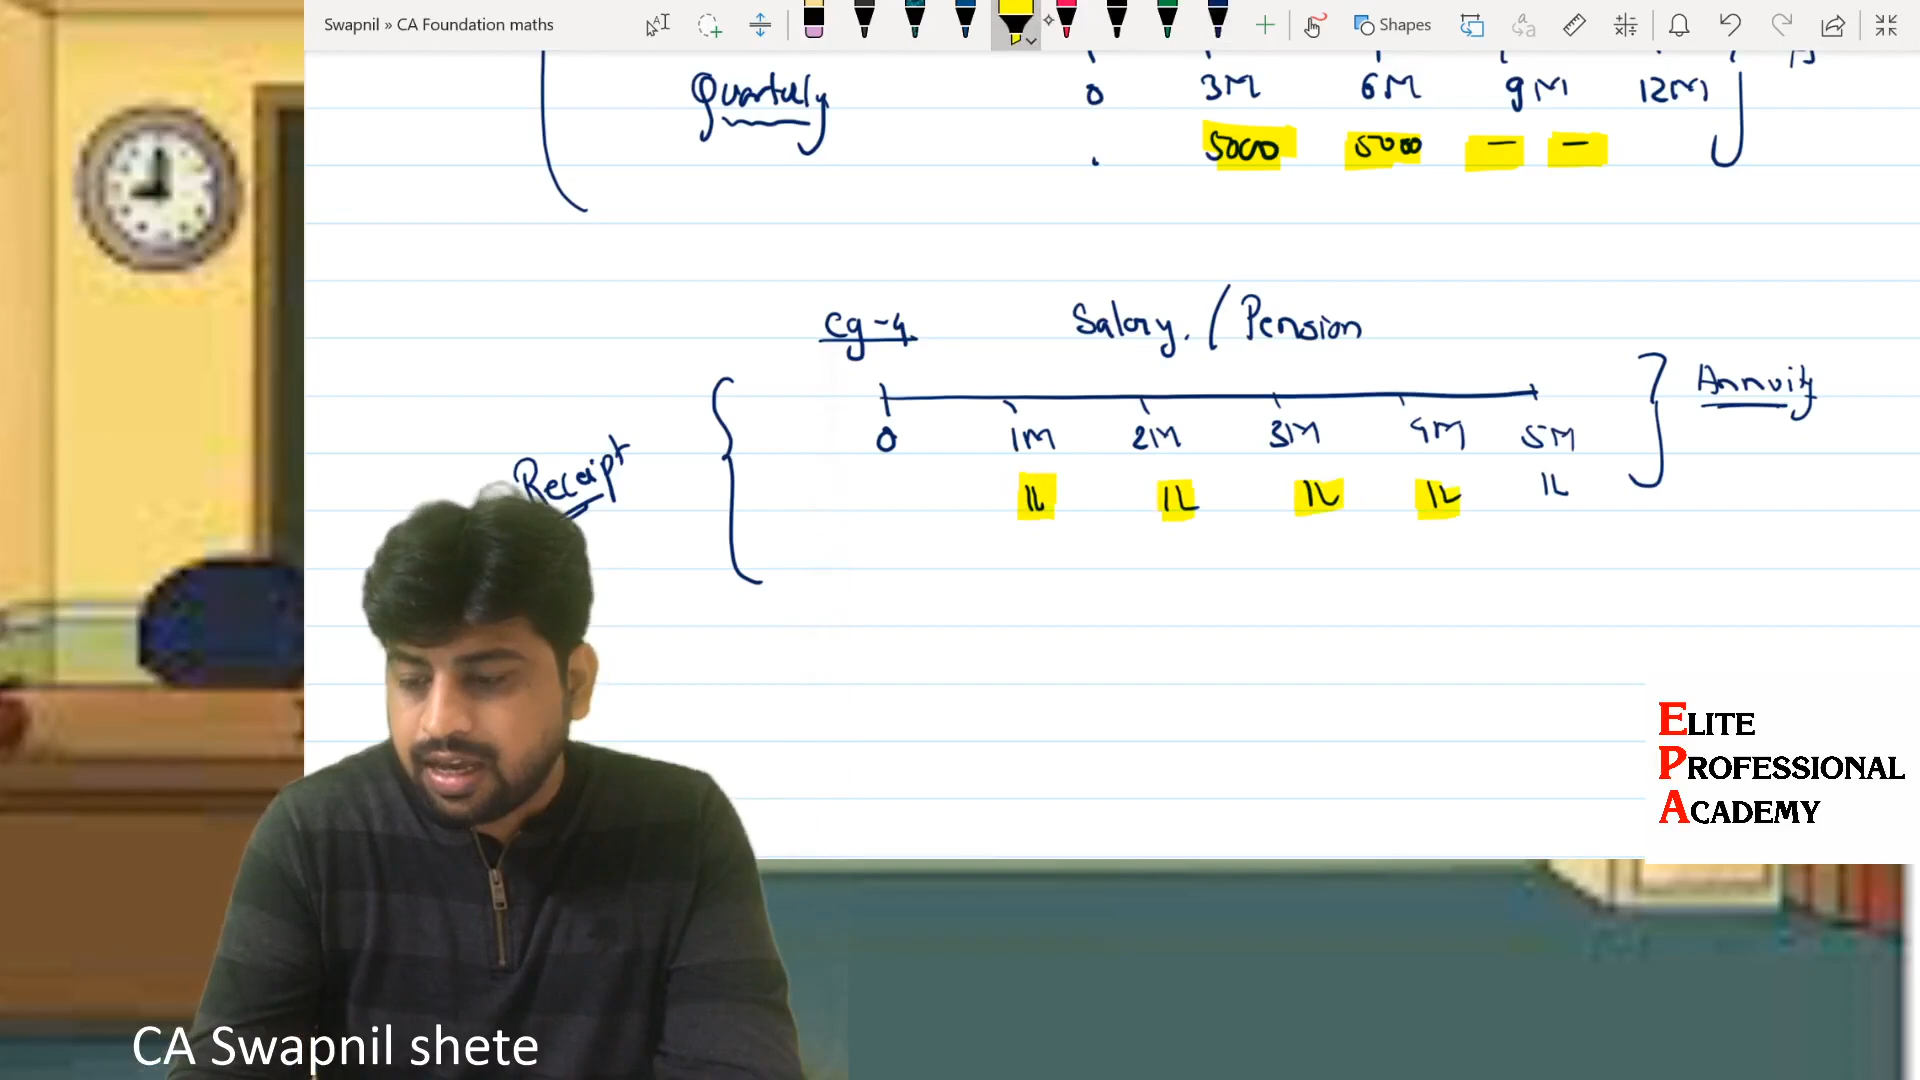 Swapnil » CA Foundation maths
Shapes
Quartely
0 3M 6M 9M 12M
5000 5000 — —
eg-4 Salary. / Pension
Annuity
0 1M 2M 3M 4M 5M
Receipt
1L 1L 1L 1L 1L
ELITE
PROFESSIONAL
ACADEMY
CA Swapnil shete